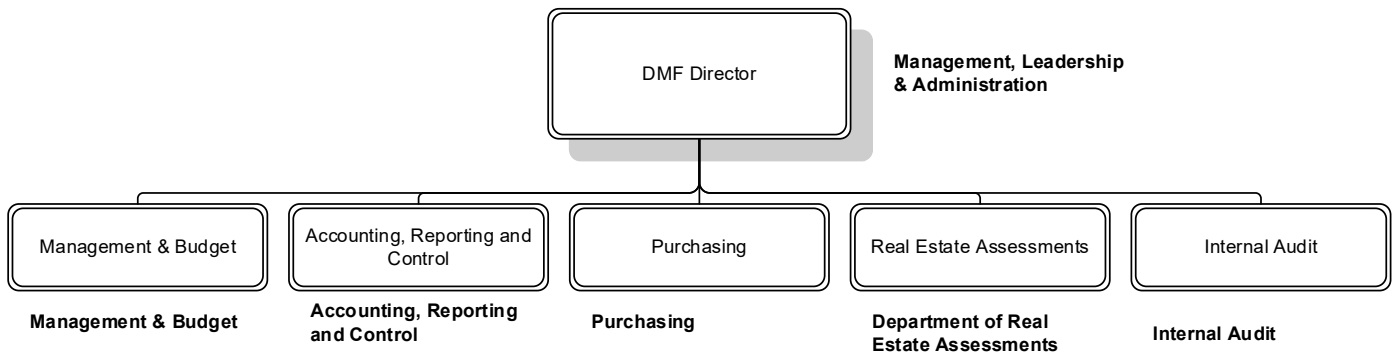 DMF Director
Management, Leadership
& Administration
Management & Budget
Accounting, Reporting and
Control
Purchasing
Real Estate Assessments
Internal Audit
Management & Budget
Accounting, Reporting
and Control
Purchasing
Department of Real
Estate Assessments
Internal Audit